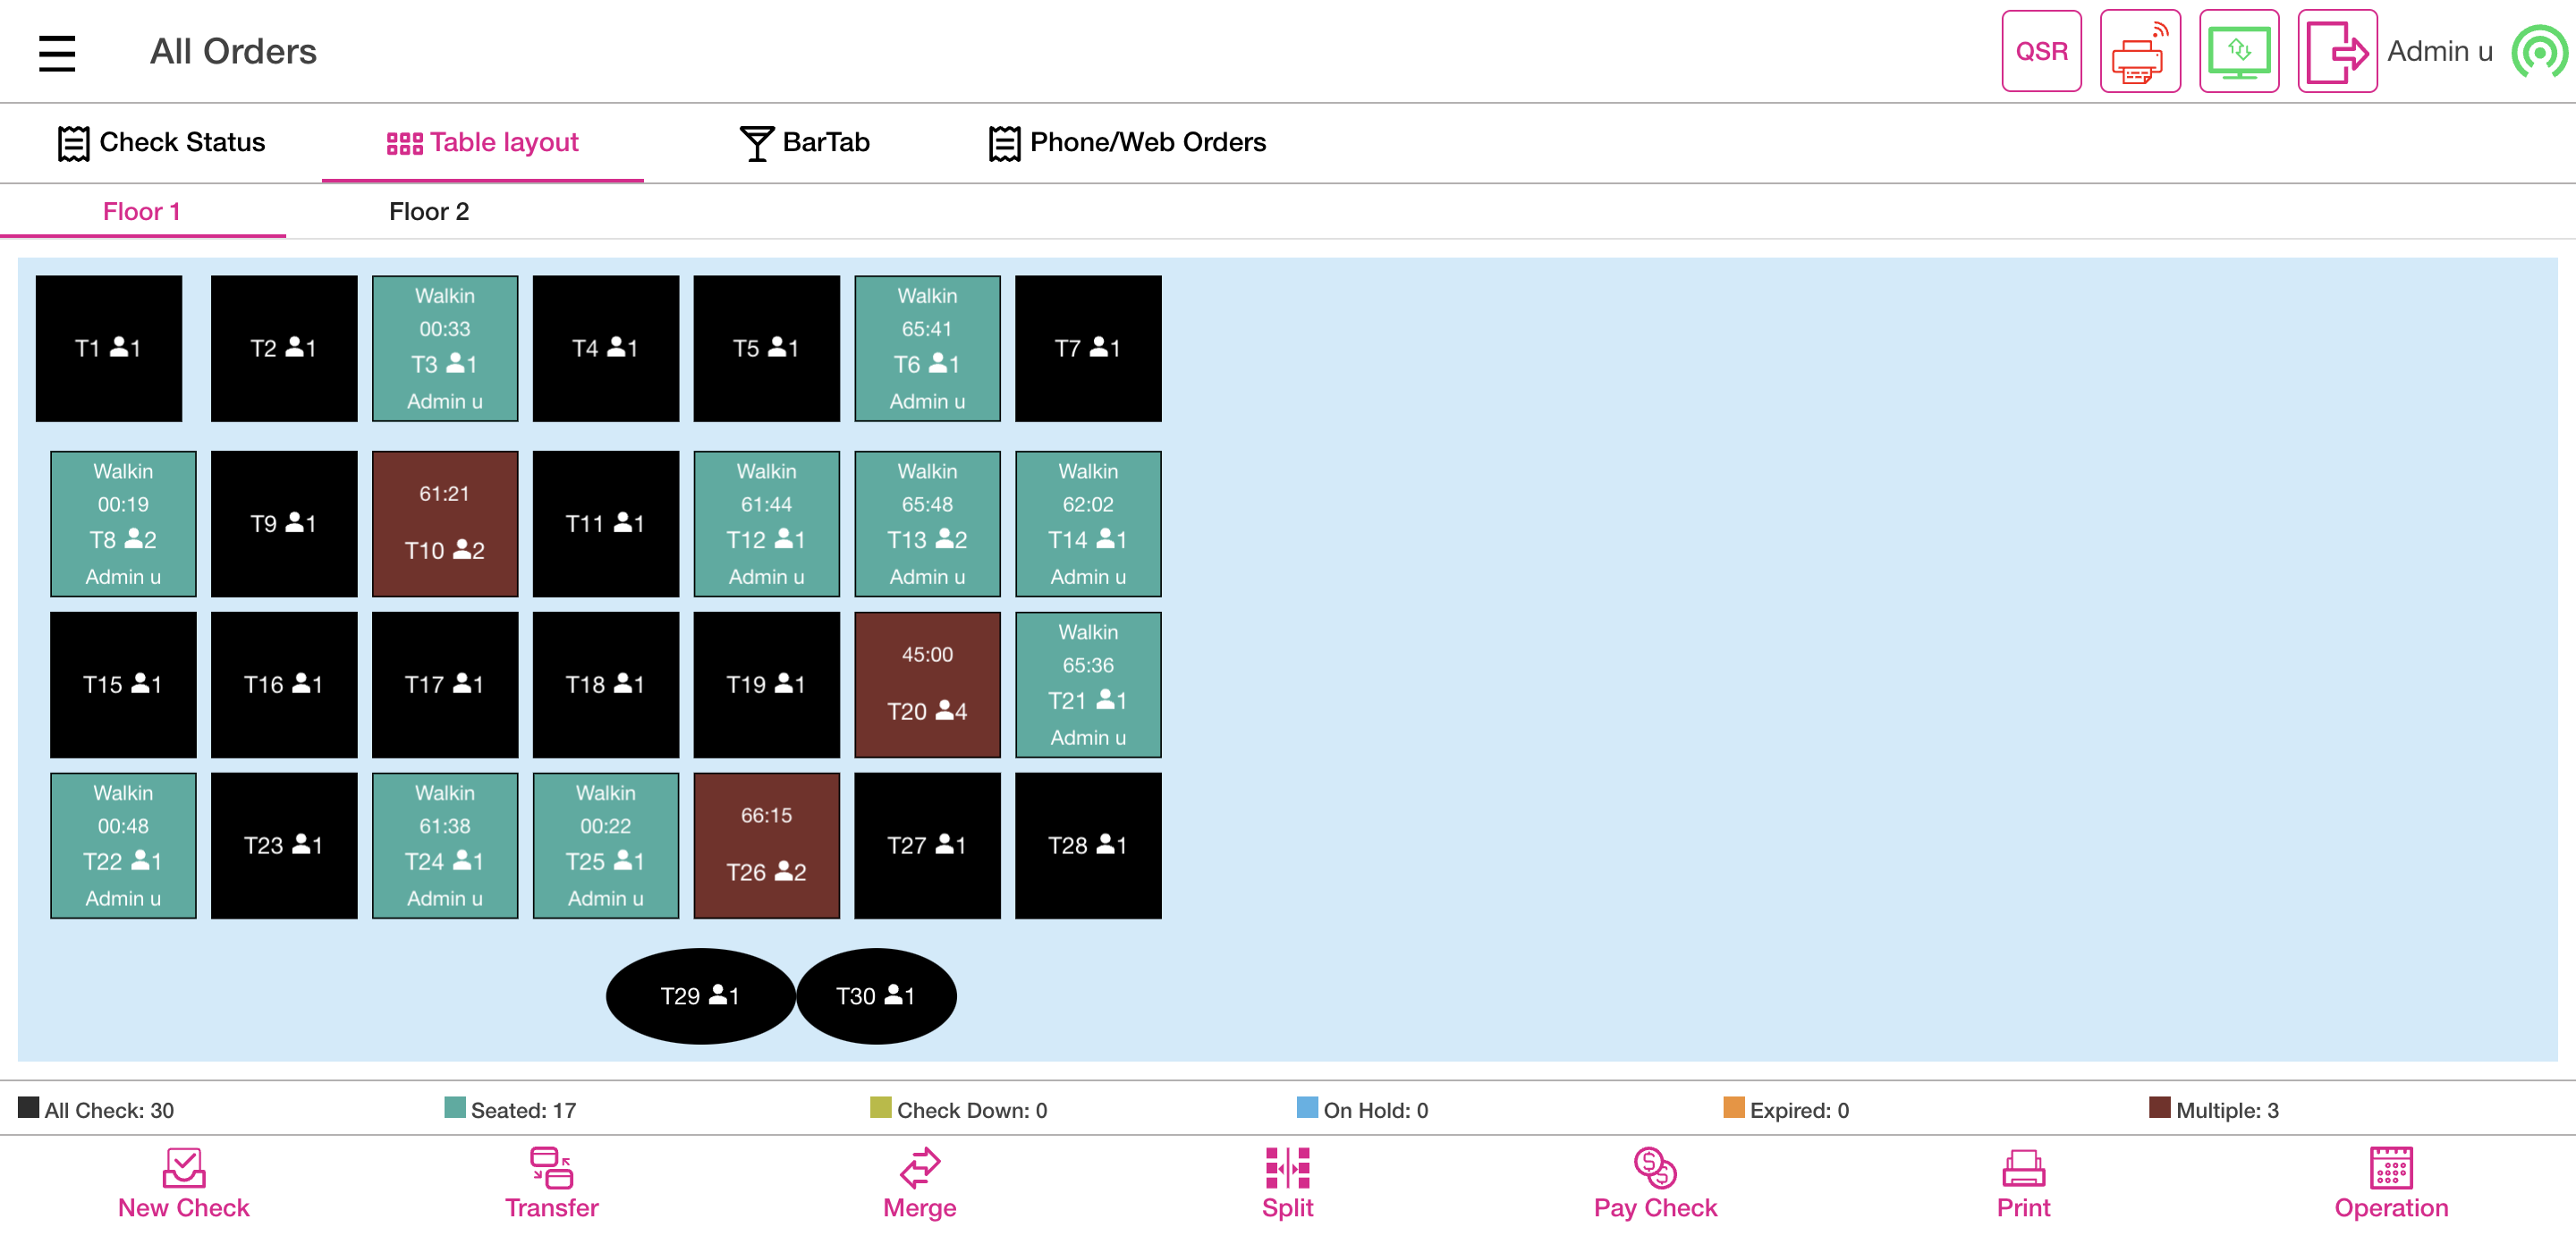 All Orders
QSR
Admin u
Check Status
Table layout
BarTab
Phone/Web Orders
Floor 1
Floor 2
T1 1
T2 1
Walkin
00:33
T3 1
Admin u
T4 1
T5 1
Walkin
65:41
T6 1
Admin u
T7 1
Walkin
00:19
T8 2
Admin u
T9 1
61:21
T10 2
T11 1
Walkin
61:44
T12 1
Admin u
Walkin
65:48
T13 2
Admin u
Walkin
62:02
T14 1
Admin u
T15 1
T16 1
T17 1
T18 1
T19 1
45:00
T20 4
Walkin
65:36
T21 1
Admin u
Walkin
00:48
T22 1
Admin u
T23 1
Walkin
61:38
T24 1
Admin u
Walkin
00:22
T25 1
Admin u
66:15
T26 2
T27 1
T28 1
T29 1
T30 1
All Check: 30
Seated: 17
Check Down: 0
On Hold: 0
Expired: 0
Multiple: 3
New Check
Transfer
Merge
Split
Pay Check
Print
Operation